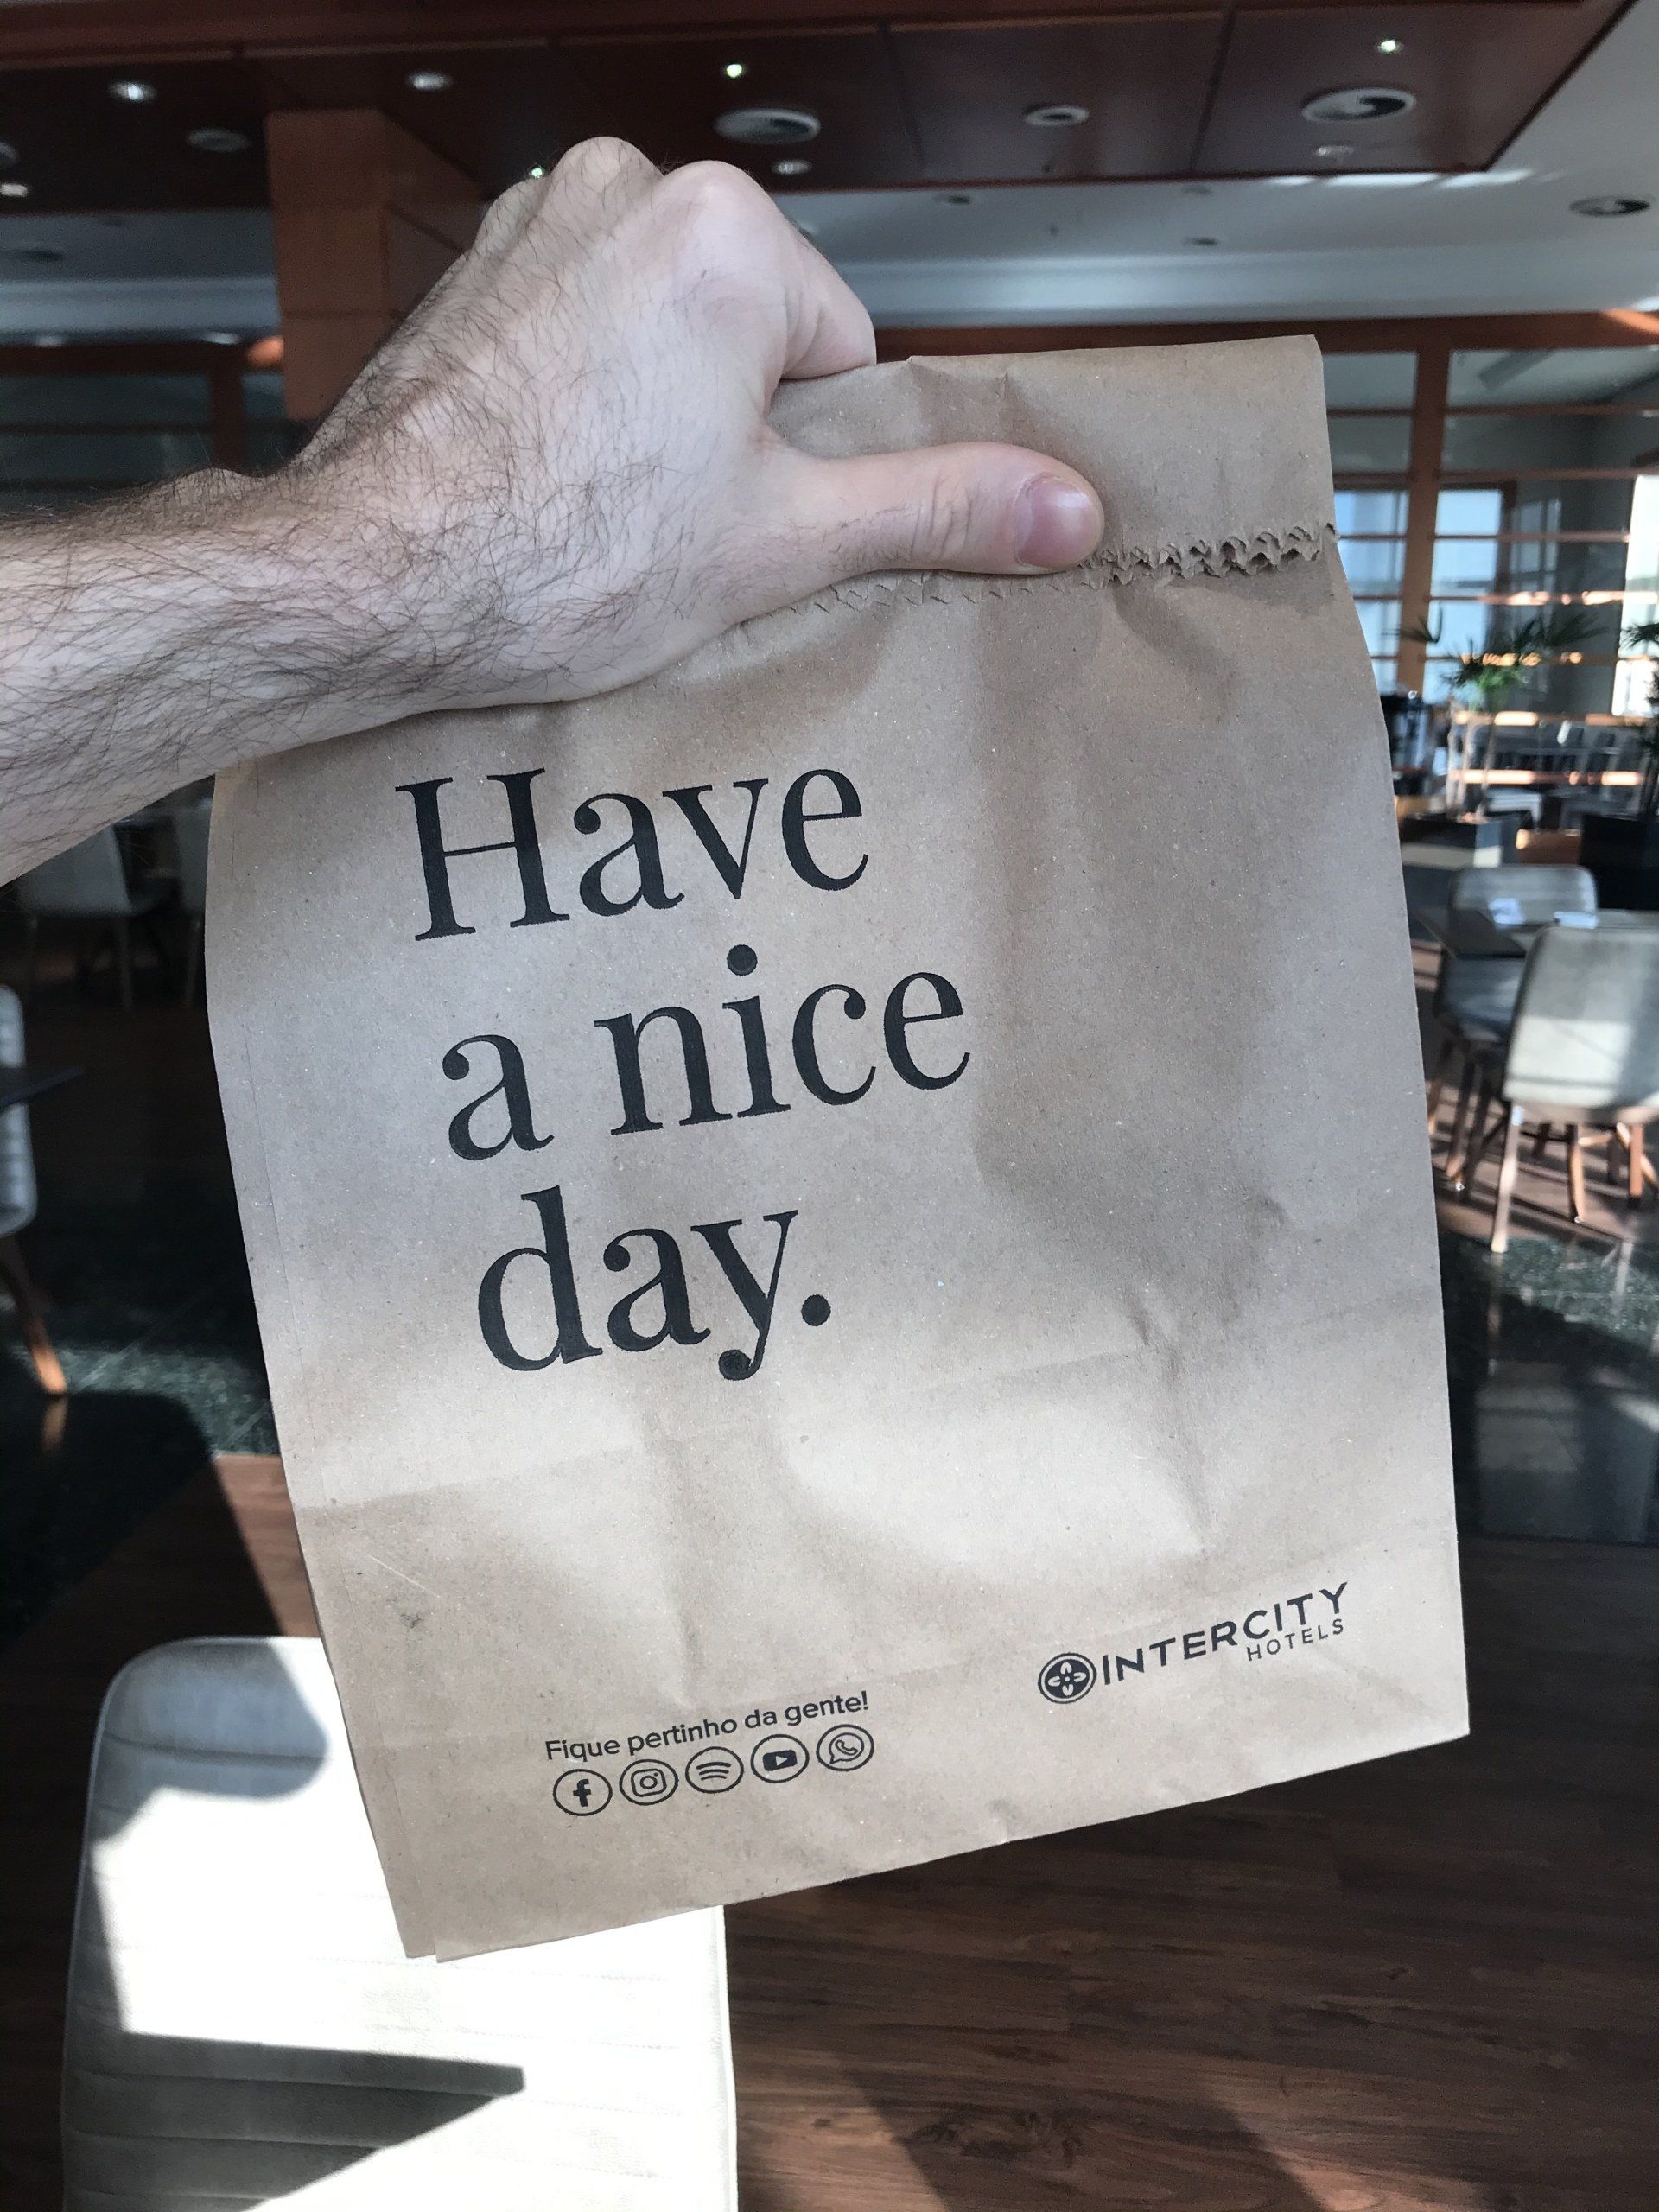 Have
a nice
day.
Fique pertinho da gente!
INTERCITY
HOTELS